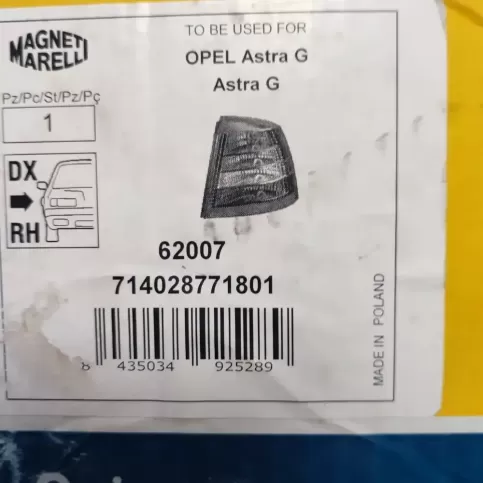 MAGNETI
MARELLI
TO BE USED FOR
OPEL Astra G
Astra G
Pz/Pc/St/Pz/Pç
1
DX
RH
62007
714028771801
8 435034 925289
MADE IN POLAND